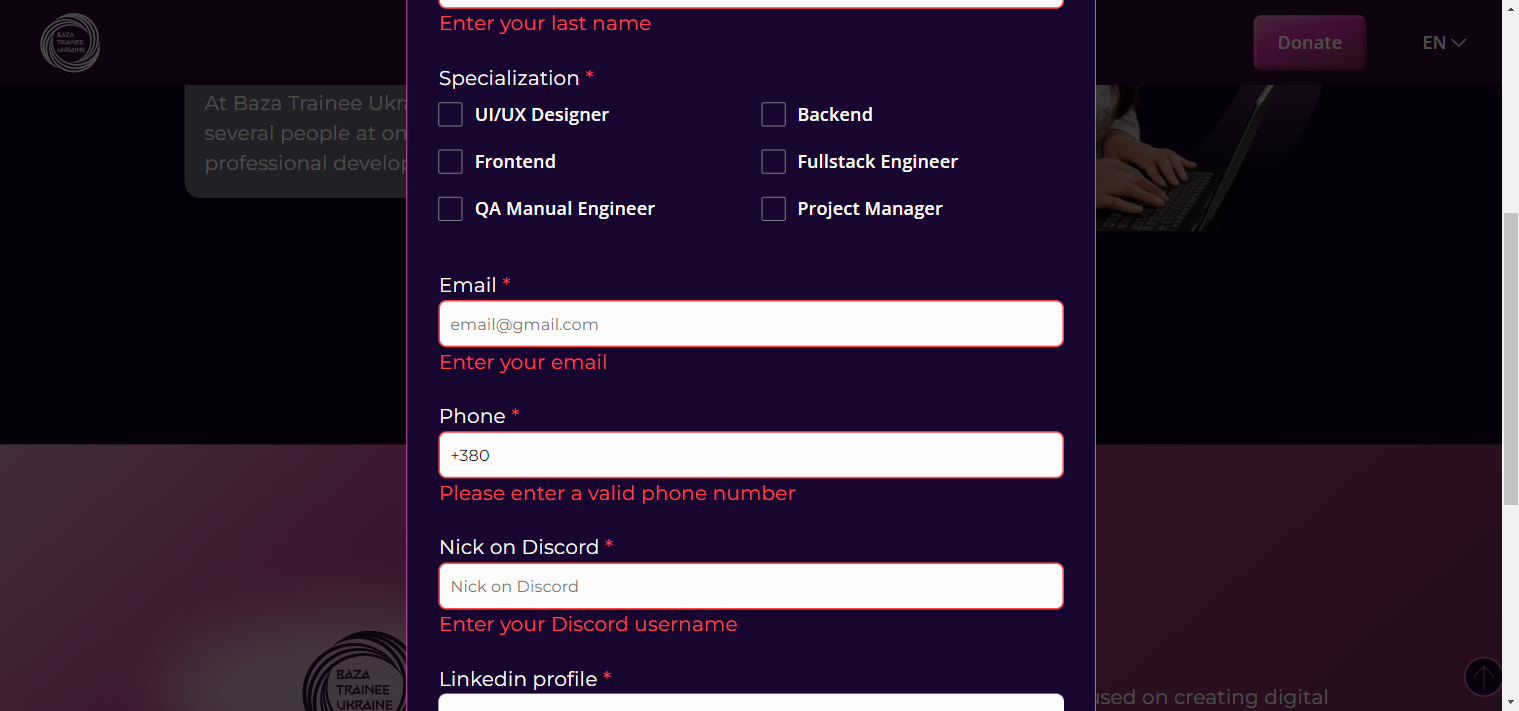 Enter your last name
BAZA
TRAINEE
UKRAINE
Donate
EN
Specialization *
At Baza Trainee Ukra
several people at on
professional develop
UI/UX Designer
Backend
Frontend
Fullstack Engineer
QA Manual Engineer
Project Manager
Email *
email@gmail.com
Enter your email
Phone *
+380
Please enter a valid phone number
Nick on Discord *
Nick on Discord
Enter your Discord username
Linkedin profile *
BAZA
TRAINEE
UKRAINE
used on creating digital